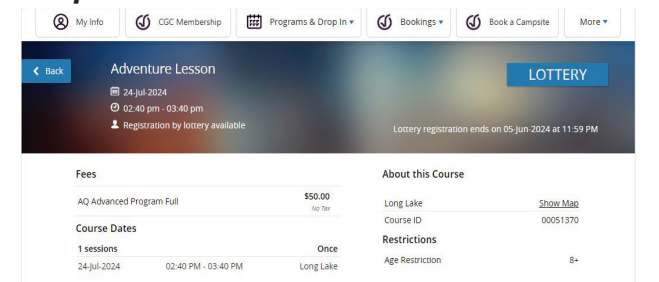 My Info
CGC Membership
Programs & Drop In
Bookings
Book a Campsite
More
Back
Adventure Lesson
LOTTERY
24-Jul-2024
02:40 pm - 03:40 pm
Registration by lottery available
Lottery registration ends on 05-Jun-2024 at 11:59 PM
Fees
AQ Advanced Program Full $50.00
No Tax
Course Dates
1 sessions Once
24-Jul-2024 02:40 PM - 03:40 PM Long Lake
About this Course
Long Lake Show Map
Course ID 00051370
Restrictions
Age Restriction 8+